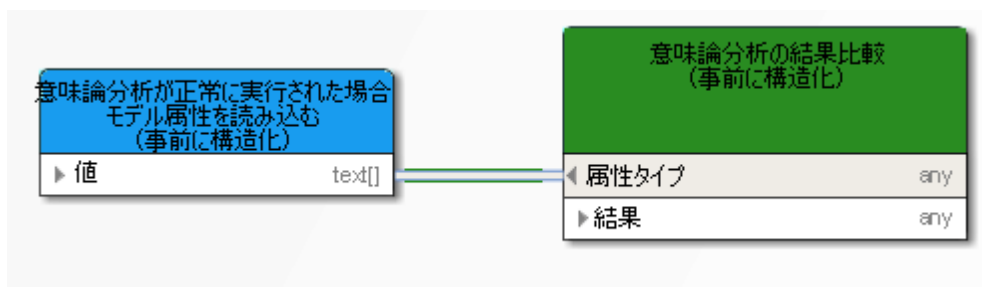 意味論分析が正常に実行された場合
モデル属性を読み込む
(事前に構造化)
値 text[]
意味論分析の結果比較
(事前に構造化)
属性タイプ any
結果 any